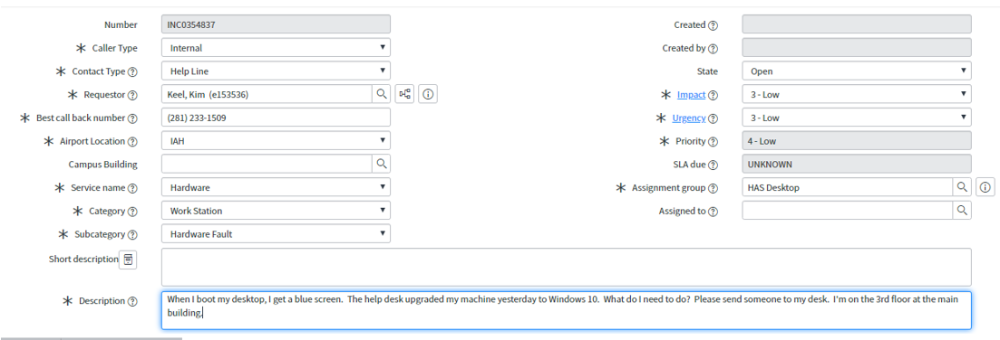 Number INC0354837 Created
Caller Type Internal Created by
Contact Type Help Line State Open
Requestor Keel, Kim (e153536) Impact 3 - Low
Best call back number (281) 233-1509 Urgency 3 - Low
Airport Location IAH Priority 4 - Low
Campus Building SLA due UNKNOWN
Service name Hardware Assignment group HAS Desktop
Category Work Station Assigned to
Subcategory Hardware Fault
Short description
Description When I boot my desktop, I get a blue screen. The help desk upgraded my machine yesterday to Windows 10. What do I need to do? Please send someone to my desk. I'm on the 3rd floor at the main
building.